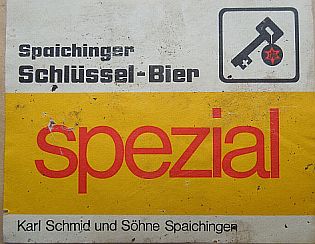 Spaichinger
Schlüssel-Bier
spezial
Karl Schmid und Söhne Spaichingen